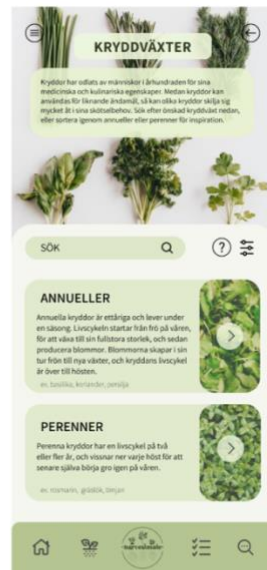 KRYDDVÄXTER
Kryddor har odlats av människor i århundraden för sina
medicinska och kulinariska egenskaper. Medan kryddor kan
användas för liknande ändamål, så kan olika kryddor skilja sig
mycket åt i sina skötselbehov. Sök efter önskad kryddväxt nedan,
eller sortera igenom annueller eller perenner för inspiration.
SÖK
?
ANNUELLER
Annuella kryddor är ettåriga och lever under
en säsong. Livscykeln startar från frö på våren,
för att växa till sin fullstora storlek, och sedan
producera blommor. Blommorna skapar i sin
tur frön till nya växter, och kryddans livscykel
är över till hösten.
ex. basilika, koriander, persilja
PERENNER
Perenna kryddor har en livscykel på två
eller fler år, och vissnar ner varje höst för att
senare själva börja gro igen på våren.
ex. rosmarin, gräslök, timjan